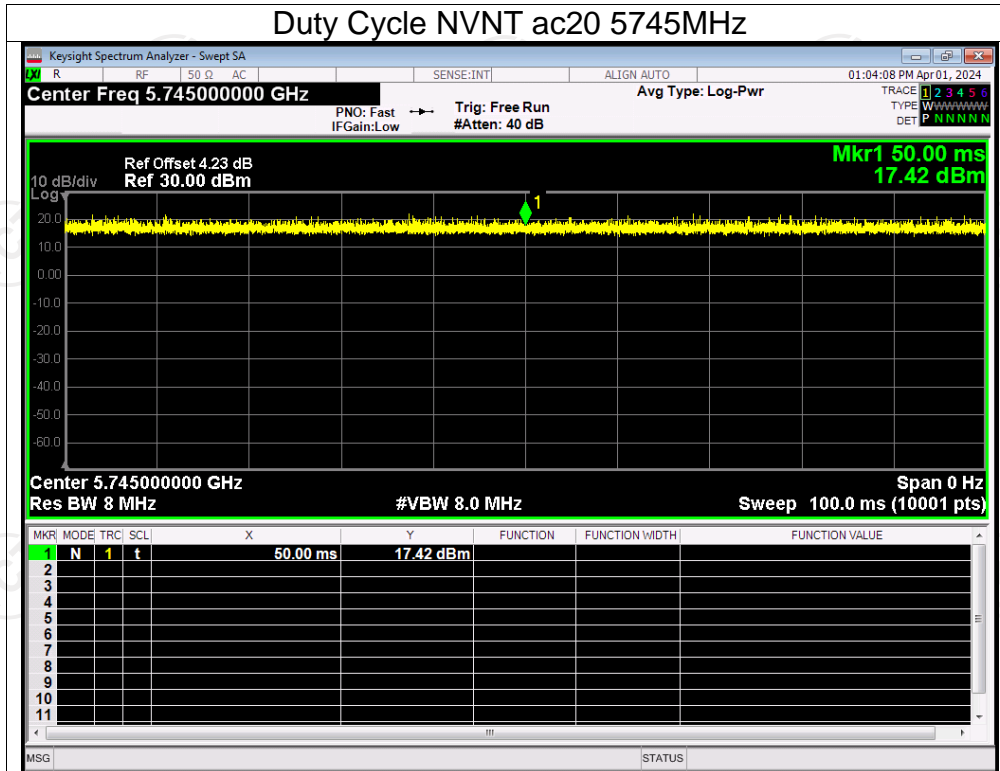 Duty Cycle NVNT ac20 5745MHz
Keysight Spectrum Analyzer - Swept SA
LXI R RF 50 Ω AC SENSE:INT ALIGN AUTO 01:04:08 PM Apr 01, 2024
Center Freq 5.745000000 GHz Avg Type: Log-Pwr TRACE 1 2 3 4 5 6
PNO: Fast Trig: Free Run TYPE WWWWWW
IFGain:Low #Atten: 40 dB DET P N N N N N
Mkr1 50.00 ms
Ref Offset 4.23 dB
10 dB/div Ref 30.00 dBm 17.42 dBm
Log
1
20.0
10.0
0.00
-10.0
-20.0
-30.0
-40.0
-50.0
-60.0
Center 5.745000000 GHz Span 0 Hz
Res BW 8 MHz #VBW 8.0 MHz Sweep 100.0 ms (10001 pts)
MKR MODE TRC SCL X Y FUNCTION FUNCTION WIDTH FUNCTION VALUE
1 N 1 t 50.00 ms 17.42 dBm
2
3
4
5
6
7
8
9
10
11
MSG STATUS